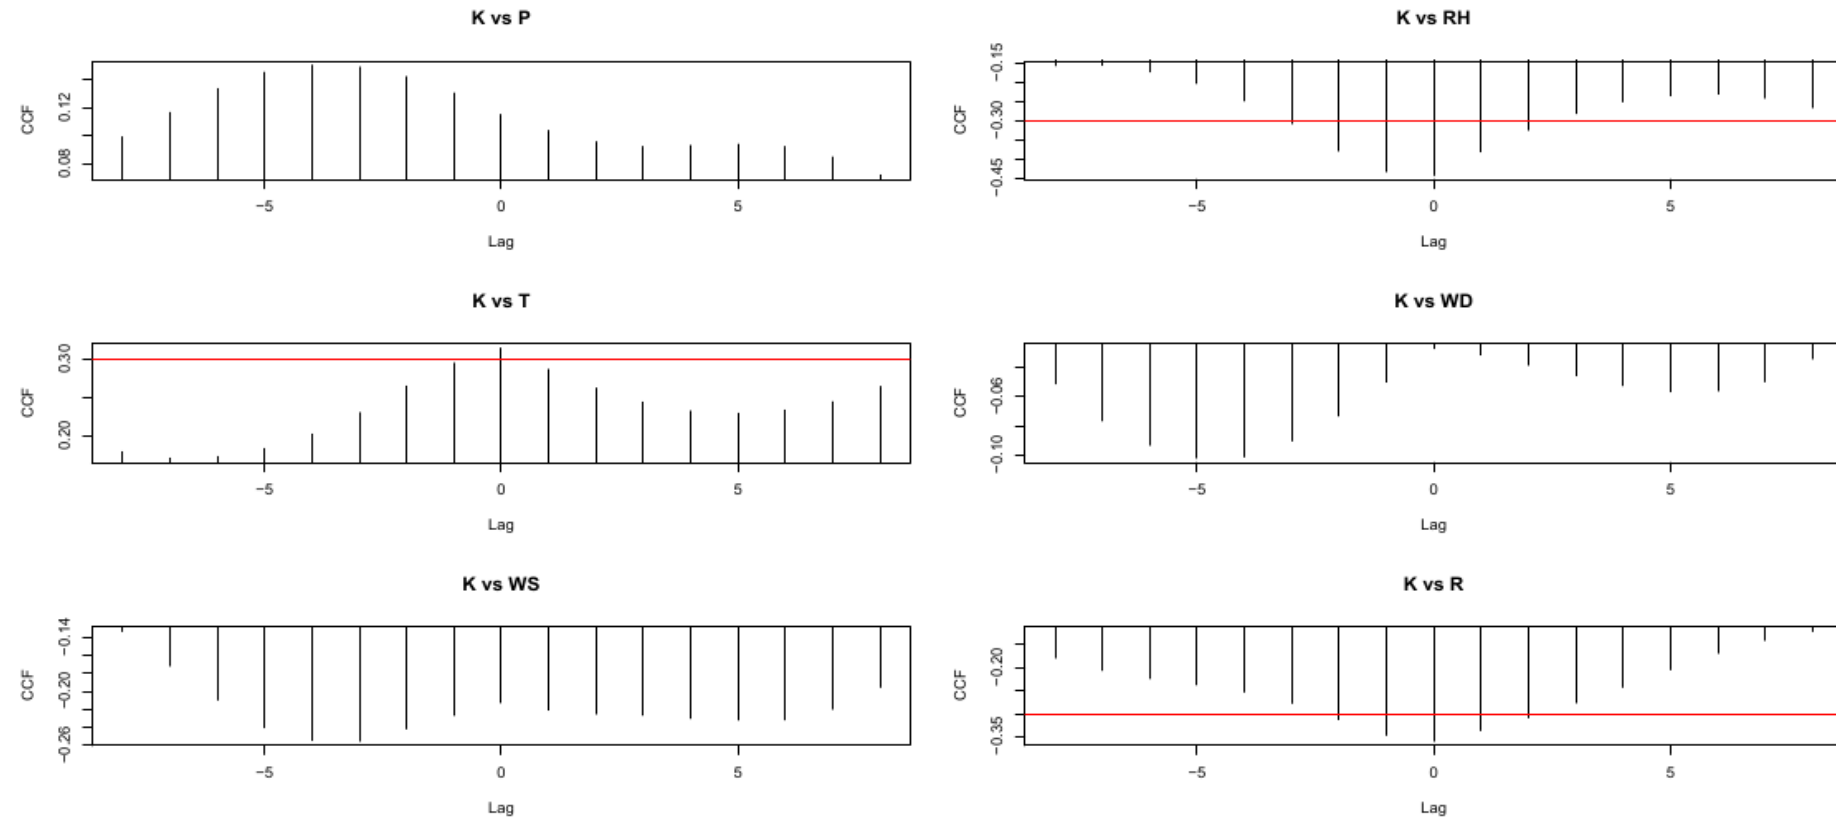 K vs P
CCF
0.12
0.08
−5 0 5
Lag
K vs RH
CCF
−0.15
−0.30
−0.45
−5 0 5
Lag
K vs T
CCF
0.30
0.20
−5 0 5
Lag
K vs WD
CCF
−0.06
−0.10
−5 0 5
Lag
K vs WS
CCF
−0.14
−0.20
−0.26
−5 0 5
Lag
K vs R
CCF
−0.20
−0.35
−5 0 5
Lag